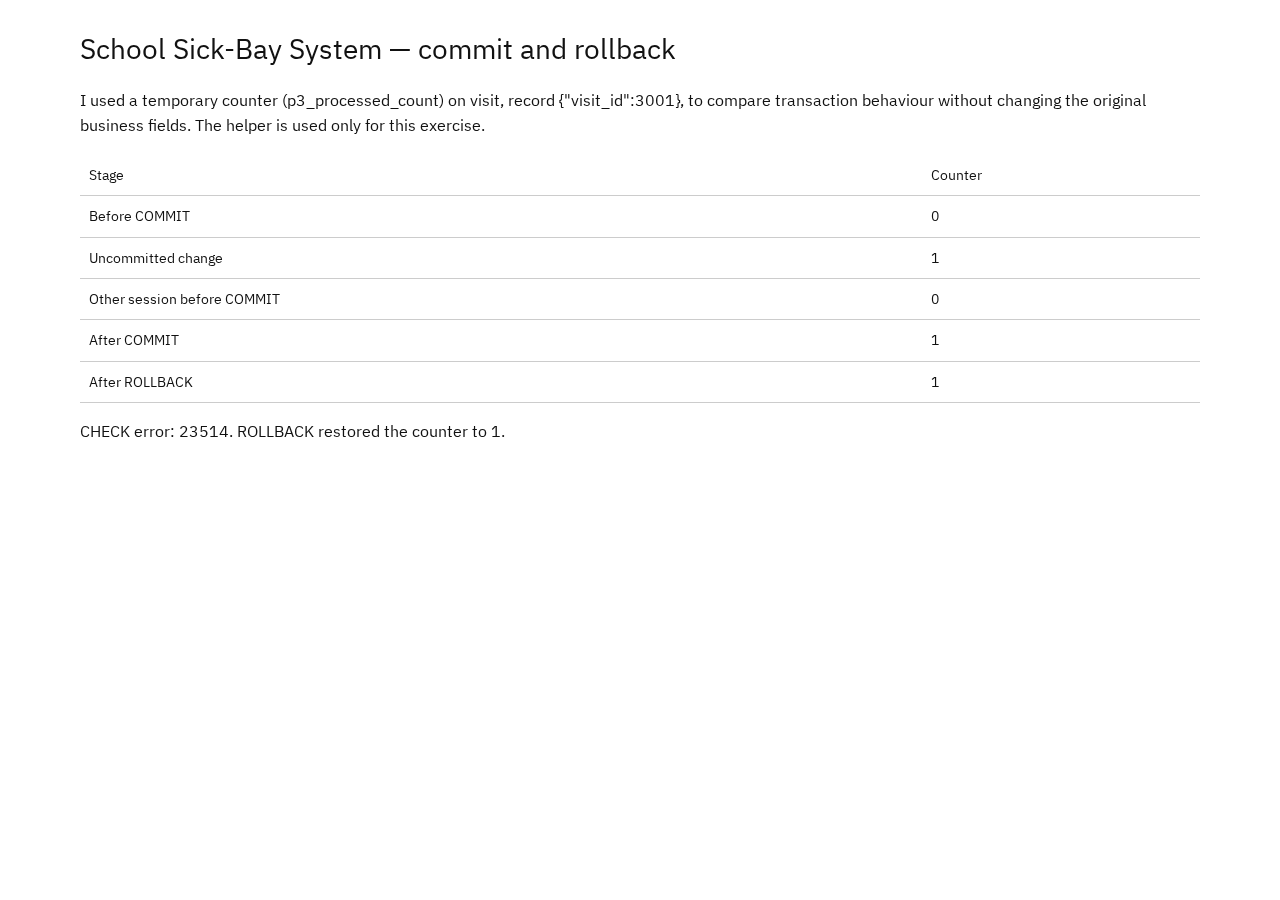 School Sick-Bay System — commit and rollback
I used a temporary counter (p3_processed_count) on visit, record {"visit_id":3001}, to compare transaction behaviour without changing the original
business fields. The helper is used only for this exercise.
Stage Counter
Before COMMIT 0
Uncommitted change 1
Other session before COMMIT 0
After COMMIT 1
After ROLLBACK 1
CHECK error: 23514. ROLLBACK restored the counter to 1.